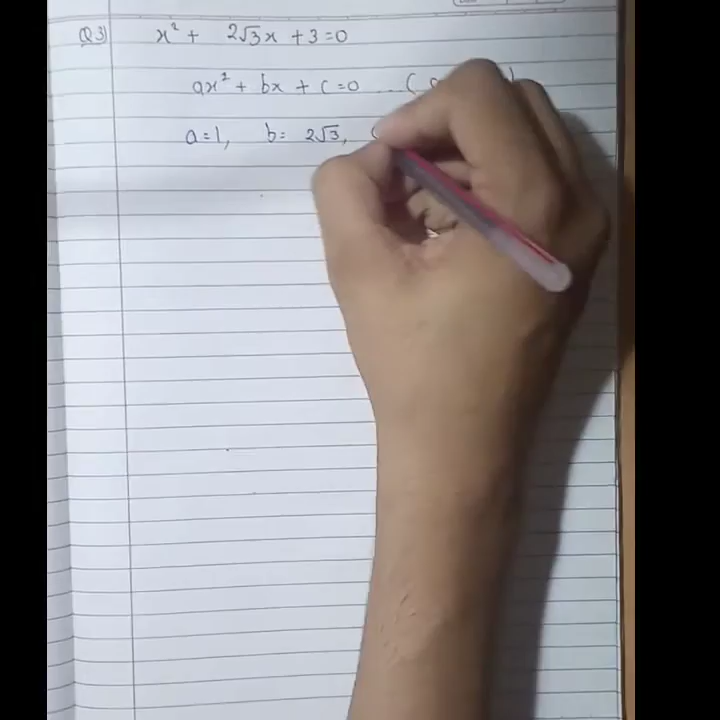 Q3) x² + 2√3x + 3 = 0
ax² + bx + c = 0 ... (
a = 1, b = 2√3,